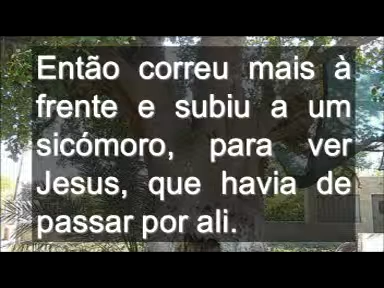 Então correu mais à
frente e subiu a um
sicómoro, para ver
Jesus, que havia de
passar por ali.